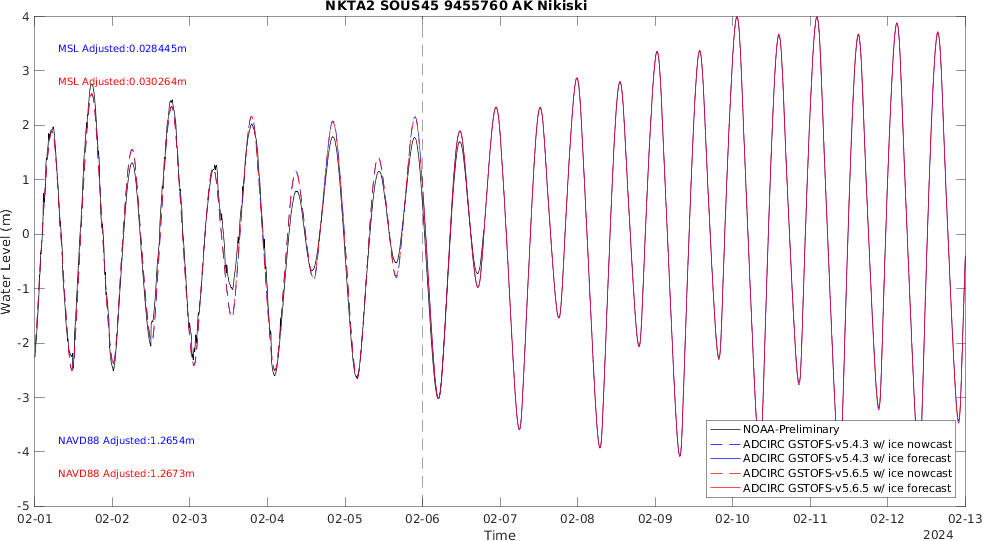 NKTA2 SOUS45 9455760 AK Nikiski
4
3
2
1
0
-1
-2
-3
-4
-5
Water Level (m)
MSL Adjusted:0.028445m
MSL Adjusted:0.030264m
NAVD88 Adjusted:1.2654m
NAVD88 Adjusted:1.2673m
NOAA-Preliminary
ADCIRC GSTOFS-v5.4.3 w/ ice nowcast
ADCIRC GSTOFS-v5.4.3 w/ ice forecast
ADCIRC GSTOFS-v5.6.5 w/ ice nowcast
ADCIRC GSTOFS-v5.6.5 w/ ice forecast
02-01 02-02 02-03 02-04 02-05 02-06 02-07 02-08 02-09 02-10 02-11 02-12 02-13
Time
2024